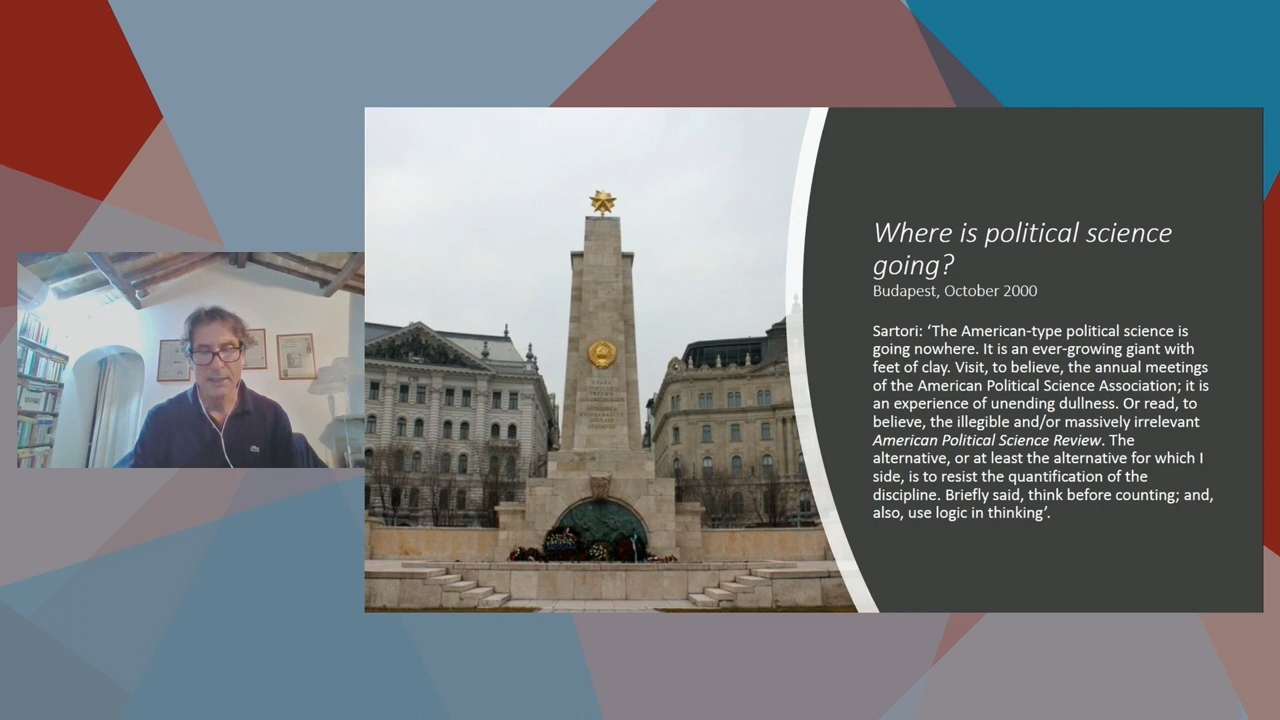 Where is political science
going?
Budapest, October 2000
Sartori: ‘The American-type political science is
going nowhere. It is an ever-growing giant with
feet of clay. Visit, to believe, the annual meetings
of the American Political Science Association; it is
an experience of unending dullness. Or read, to
believe, the illegible and/or massively irrelevant
American Political Science Review. The
alternative, or at least the alternative for which I
side, is to resist the quantification of the
discipline. Briefly said, think before counting; and,
also, use logic in thinking’.